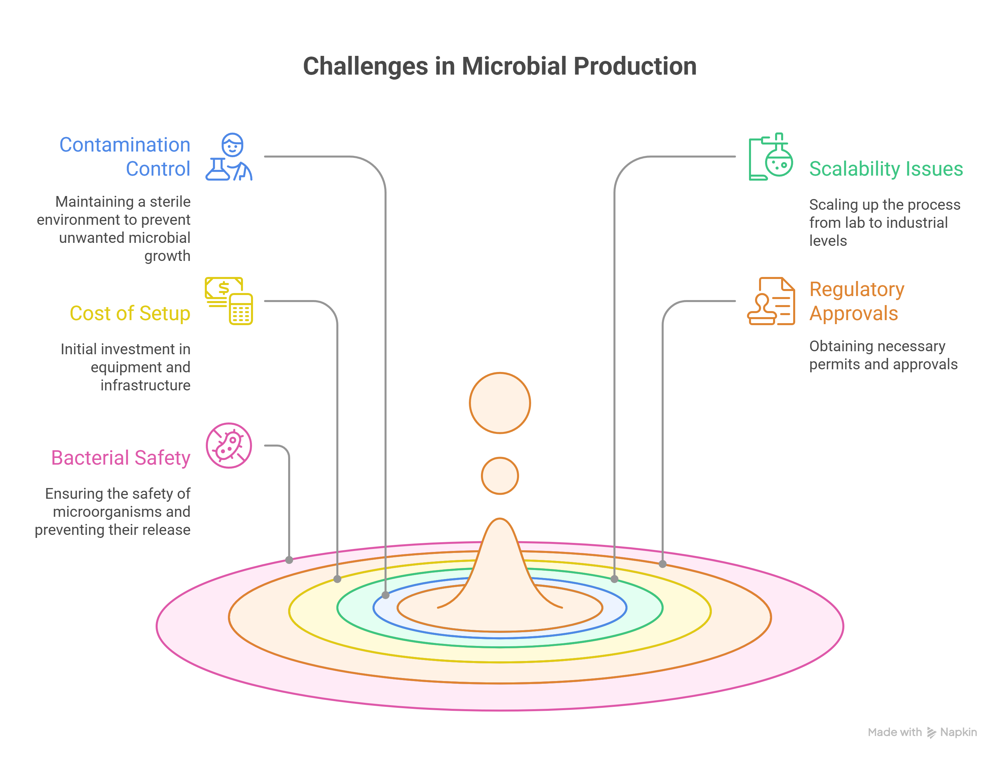 Challenges in Microbial Production
Contamination
Control
Maintaining a sterile
environment to prevent
unwanted microbial
growth
Cost of Setup
Initial investment in
equipment and
infrastructure
Bacterial Safety
Ensuring the safety of
microorganisms and
preventing their release
Scalability Issues
Scaling up the process
from lab to industrial
levels
Regulatory
Approvals
Obtaining necessary
permits and approvals
$
Made with Napkin